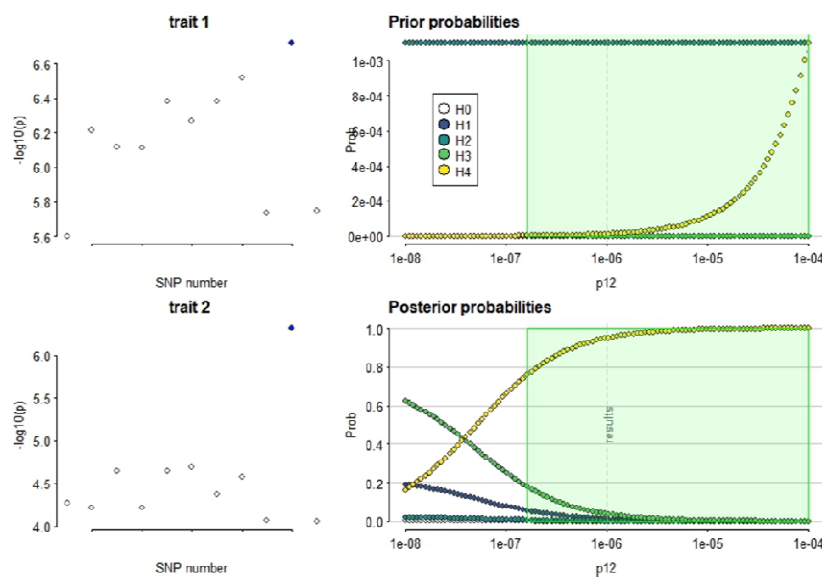 trait 1
-log10(p)
6.6
6.4
6.2
6.0
5.8
5.6
SNP number
Prior probabilities
Prob
1e-03
8e-04
6e-04
4e-04
2e-04
0e+00
H0
H1
H2
H3
H4
1e-08
1e-07
1e-06
1e-05
1e-04
p12
trait 2
-log10(p)
6.0
5.5
5.0
4.5
4.0
SNP number
Posterior probabilities
Prob
1.0
0.8
0.6
0.4
0.2
0.0
results
1e-08
1e-07
1e-06
1e-05
1e-04
p12